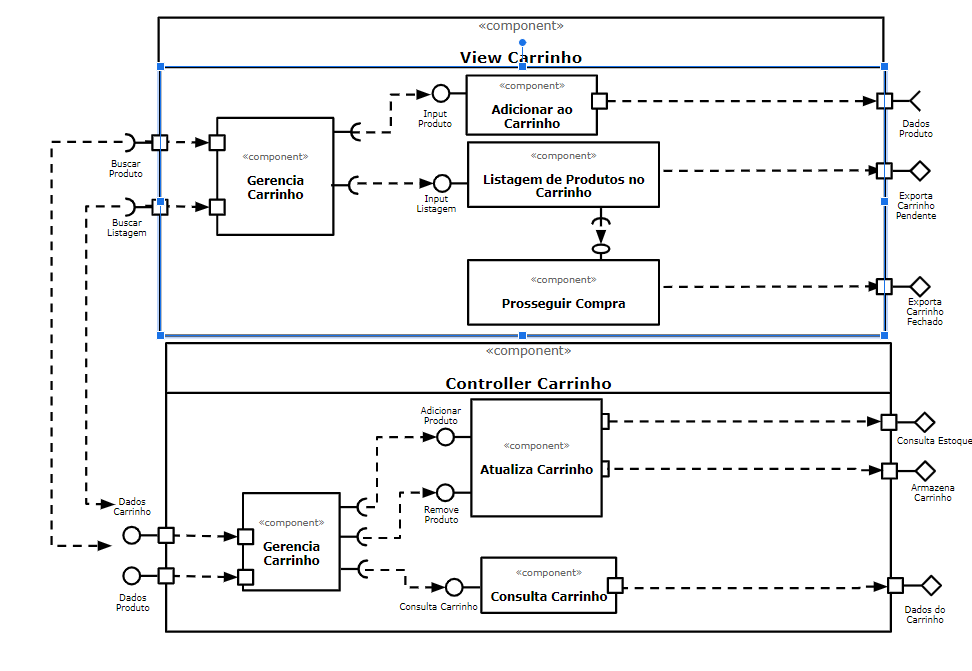 «component»
View Carrinho
«component»
Adicionar ao
Carrinho
Input
Produto
Dados
Produto
Buscar
Produto
«component»
Gerencia
Carrinho
«component»
Listagem de Produtos no
Carrinho
Input
Listagem
Exporta
Carrinho
Pendente
Buscar
Listagem
«component»
Prosseguir Compra
Exporta
Carrinho
Fechado
«component»
Controller Carrinho
Adicionar
Produto
«component»
Atualiza Carrinho
Consulta Estoque
Armazena
Carrinho
Remove
Produto
Dados
Carrinho
«component»
Gerencia
Carrinho
Dados
Produto
Consulta Carrinho
«component»
Consulta Carrinho
Dados do
Carrinho